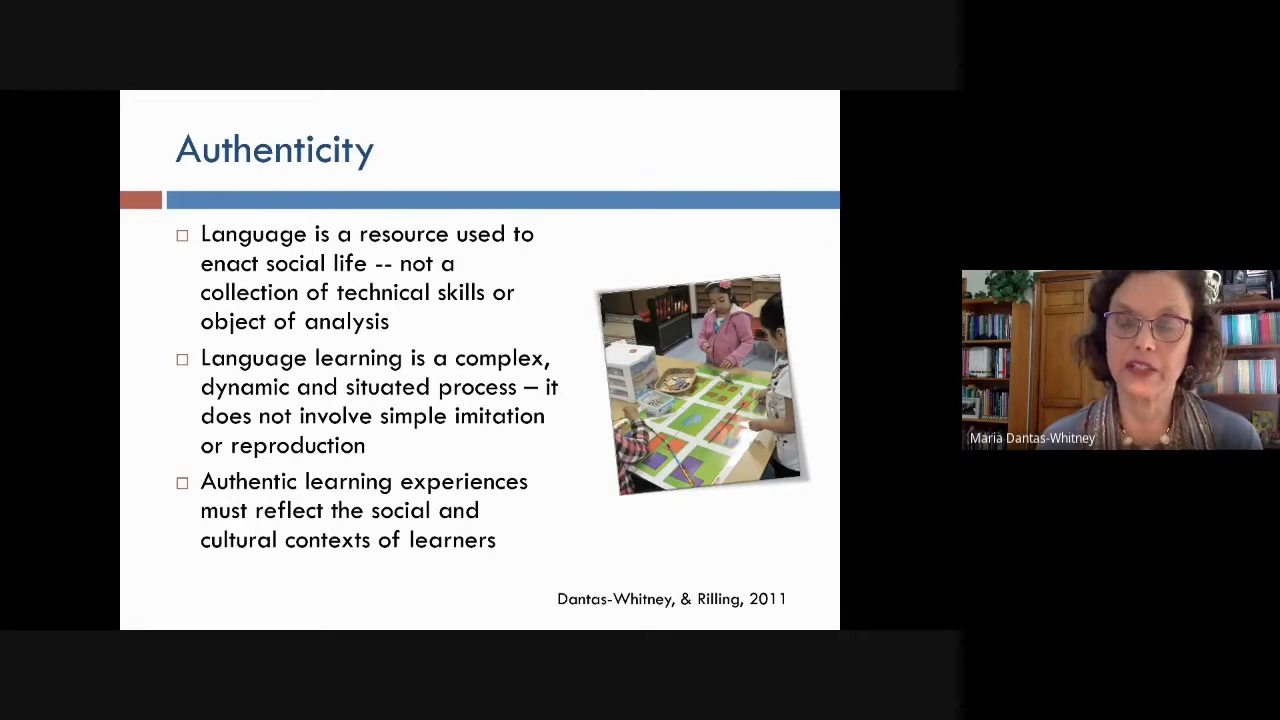 Authenticity
Language is a resource used to
enact social life -- not a
collection of technical skills or
object of analysis
Language learning is a complex,
dynamic and situated process – it
does not involve simple imitation
or reproduction
Authentic learning experiences
must reflect the social and
cultural contexts of learners
Dantas-Whitney, & Rilling, 2011
Maria Dantas-Whitney